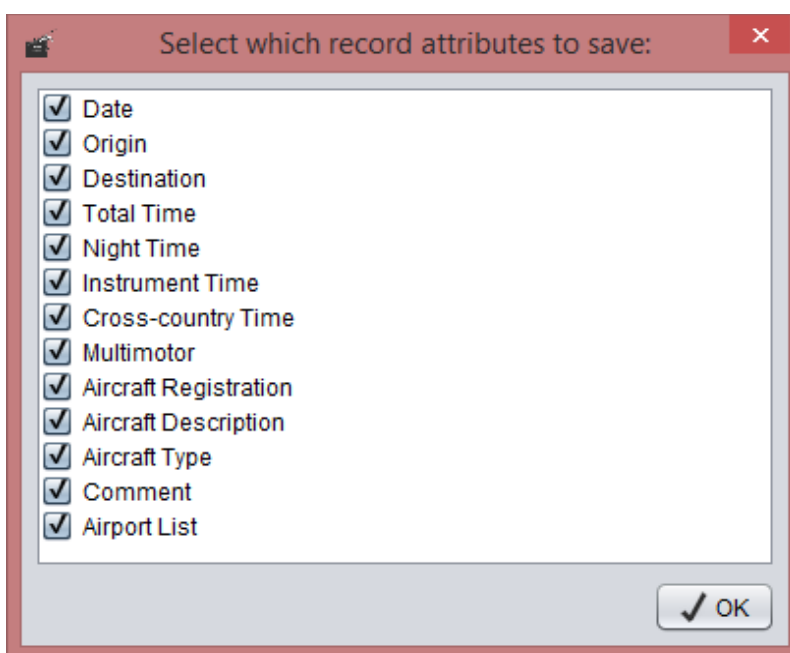 Select which record attributes to save:
Date
Origin
Destination
Total Time
Night Time
Instrument Time
Cross-country Time
Multimotor
Aircraft Registration
Aircraft Description
Aircraft Type
Comment
Airport List
OK